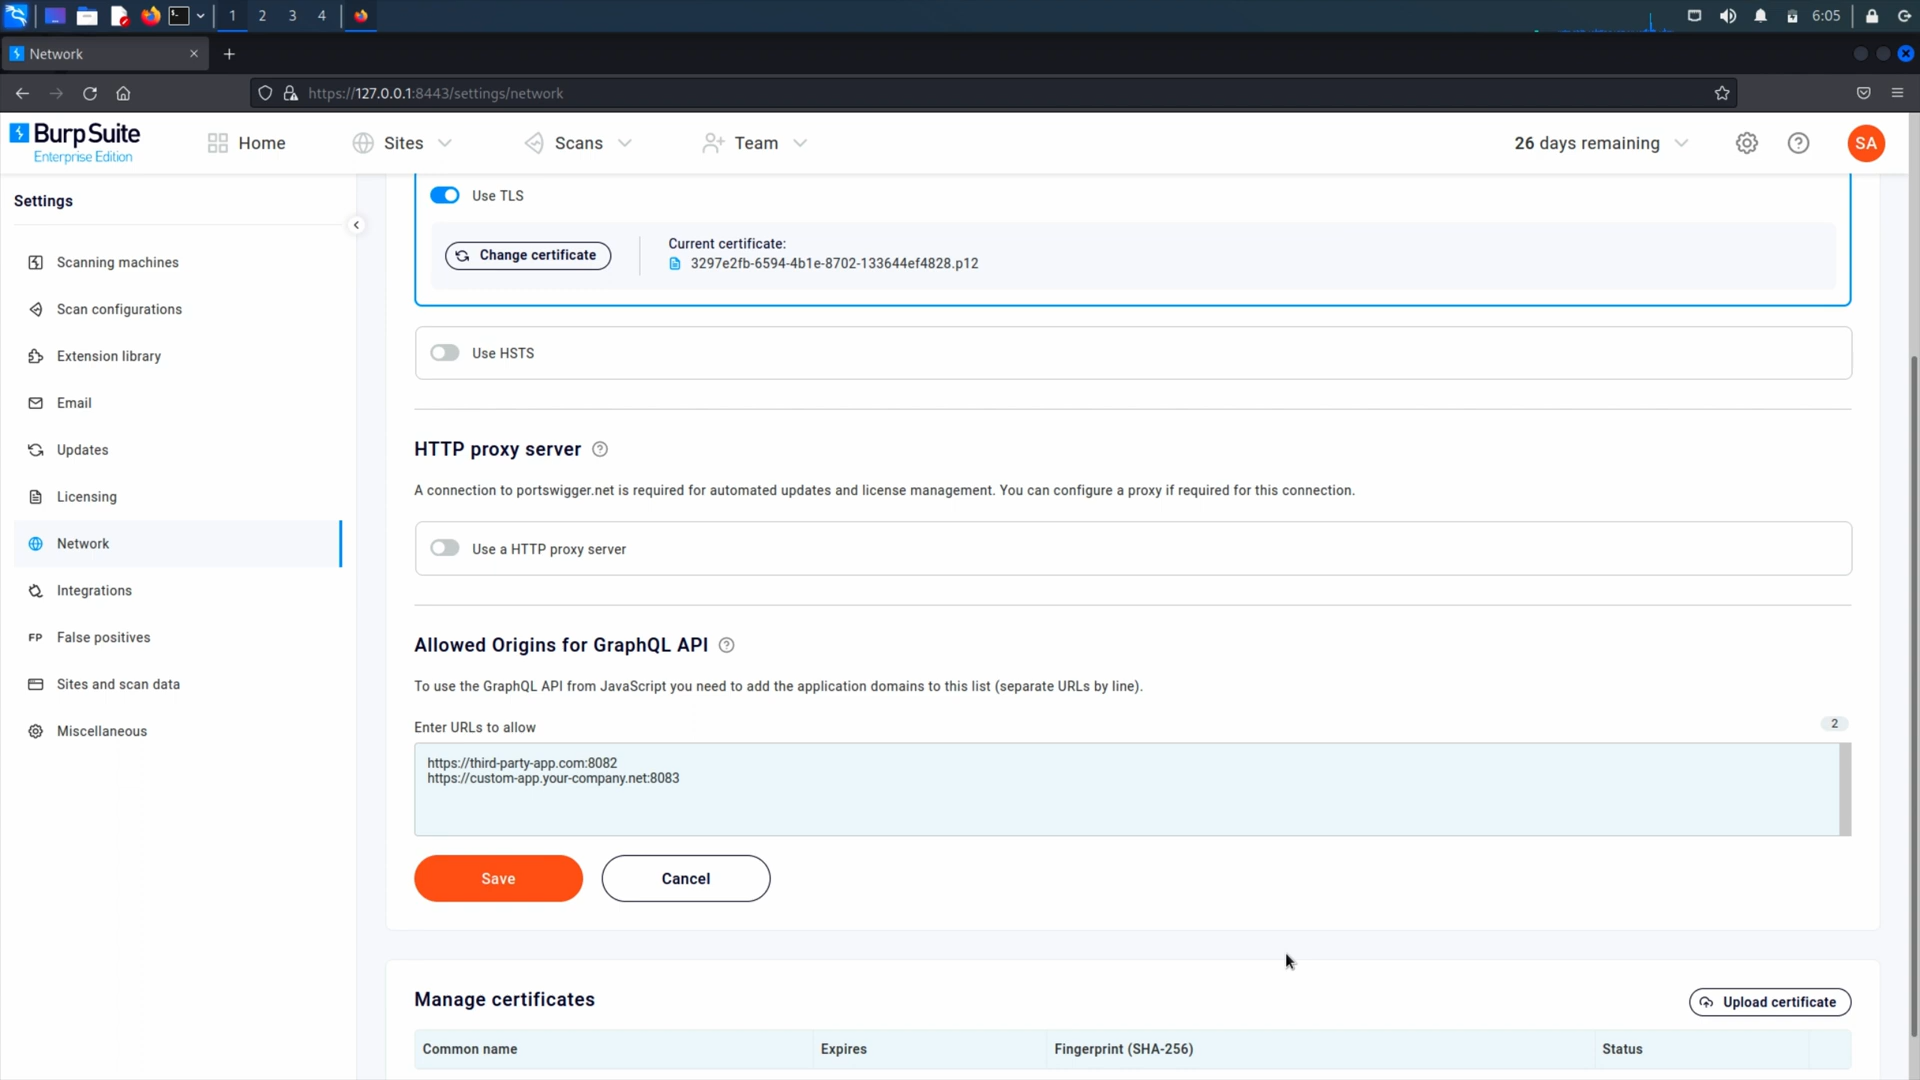 1 2 3 4
6:05
Network
https://127.0.0.1:8443/settings/network
BurpSuite
Enterprise Edition
Home
Sites
Scans
Team
26 days remaining
SA
Settings
Scanning machines
Scan configurations
Extension library
Email
Updates
Licensing
Network
Integrations
FP False positives
Sites and scan data
Miscellaneous
Use TLS
Change certificate
Current certificate:
3297e2fb-6594-4b1e-8702-133644ef4828.p12
Use HSTS
HTTP proxy server
A connection to portswigger.net is required for automated updates and license management. You can configure a proxy if required for this connection.
Use a HTTP proxy server
Allowed Origins for GraphQL API
To use the GraphQL API from JavaScript you need to add the application domains to this list (separate URLs by line).
Enter URLs to allow
2
https://third-party-app.com:8082
https://custom-app.your-company.net:8083
Save
Cancel
Manage certificates
Upload certificate
Common name
Expires
Fingerprint (SHA-256)
Status